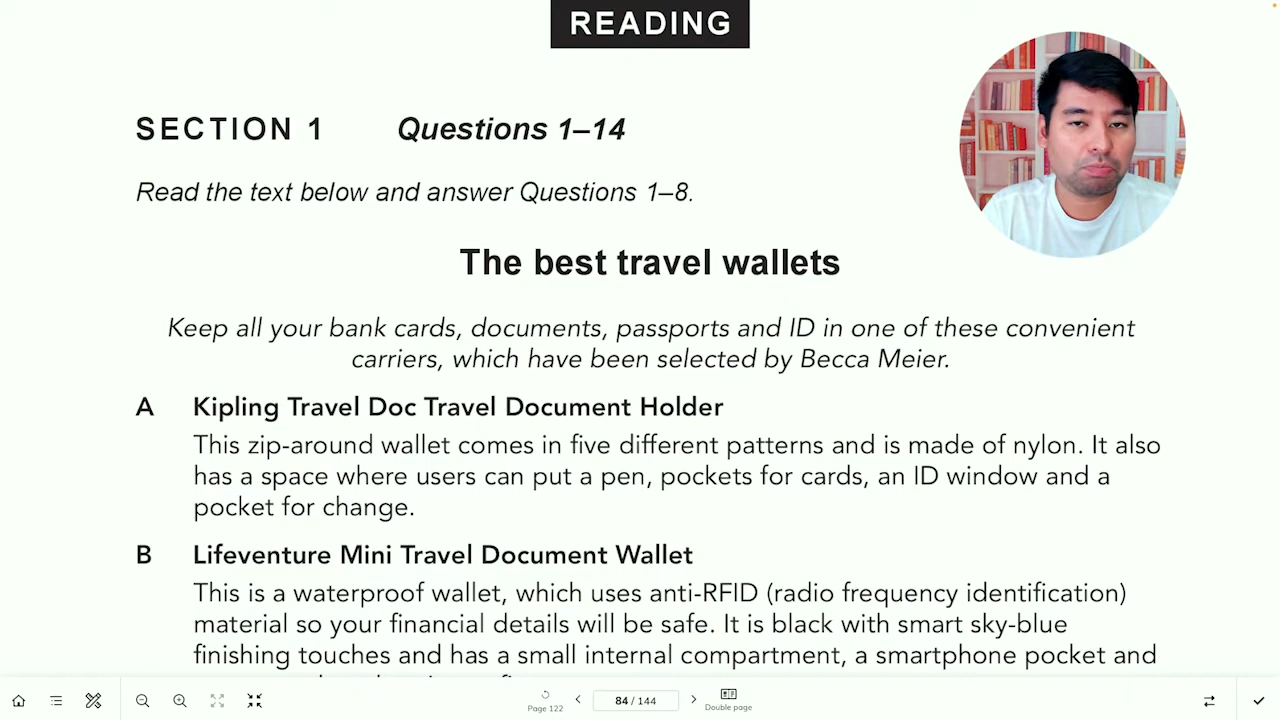 READING
SECTION 1 Questions 1–14
Read the text below and answer Questions 1–8.
The best travel wallets
Keep all your bank cards, documents, passports and ID in one of these convenient
carriers, which have been selected by Becca Meier.
A Kipling Travel Doc Travel Document Holder
This zip-around wallet comes in five different patterns and is made of nylon. It also
has a space where users can put a pen, pockets for cards, an ID window and a
pocket for change.
B Lifeventure Mini Travel Document Wallet
This is a waterproof wallet, which uses anti-RFID (radio frequency identification)
material so your financial details will be safe. It is black with smart sky-blue
finishing touches and has a small internal compartment, a smartphone pocket and
Page 122
84 / 144
Double page